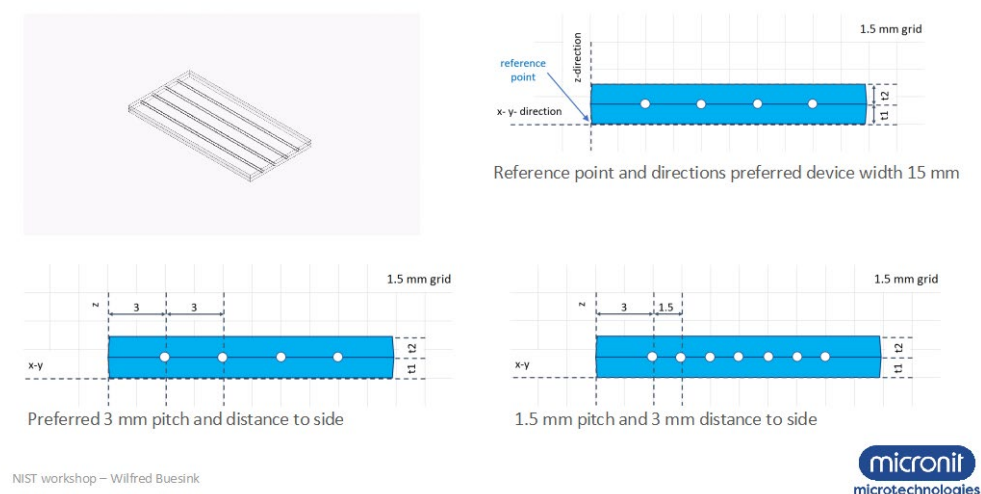 1.5 mm grid
z-direction
reference
point
x- y- direction
t2
t1
Reference point and directions preferred device width 15 mm
1.5 mm grid
z
3
3
x-y
t2
t1
Preferred 3 mm pitch and distance to side
1.5 mm grid
z
3
1.5
x-y
t2
t1
1.5 mm pitch and 3 mm distance to side
NIST workshop – Wilfred Buesink
micronit
microtechnologies